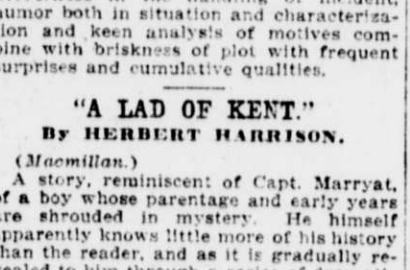 humor both in situation and characteriza-
tion and keen analysis of motives com-
bine with briskness of plot with frequent
surprises and cumulative qualities.
"A LAD OF KENT."
By HERBERT HARRISON.
(Macmillan.)
A story, reminiscent of Capt. Marryat,
of a boy whose parentage and early years
are shrouded in mystery. He himself
apparently knows little more of his history
than the reader, and as it is gradually re-